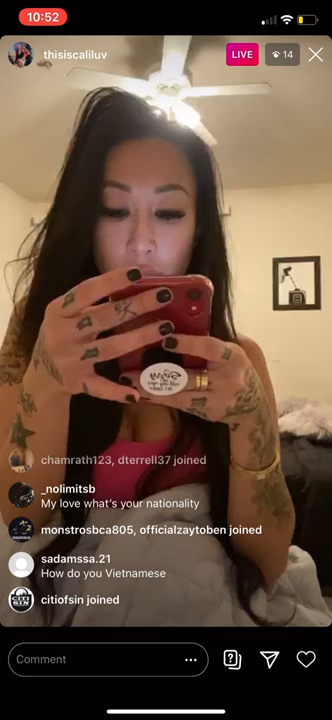 10:52
thisiscaliluv
LIVE
14
chamrath123, dterrell37 joined
_nolimitsb
My love what's your nationality
monstrosbca805, officialzaytoben joined
sadamssa.21
How do you Vietnamese
citiofsin joined
Comment